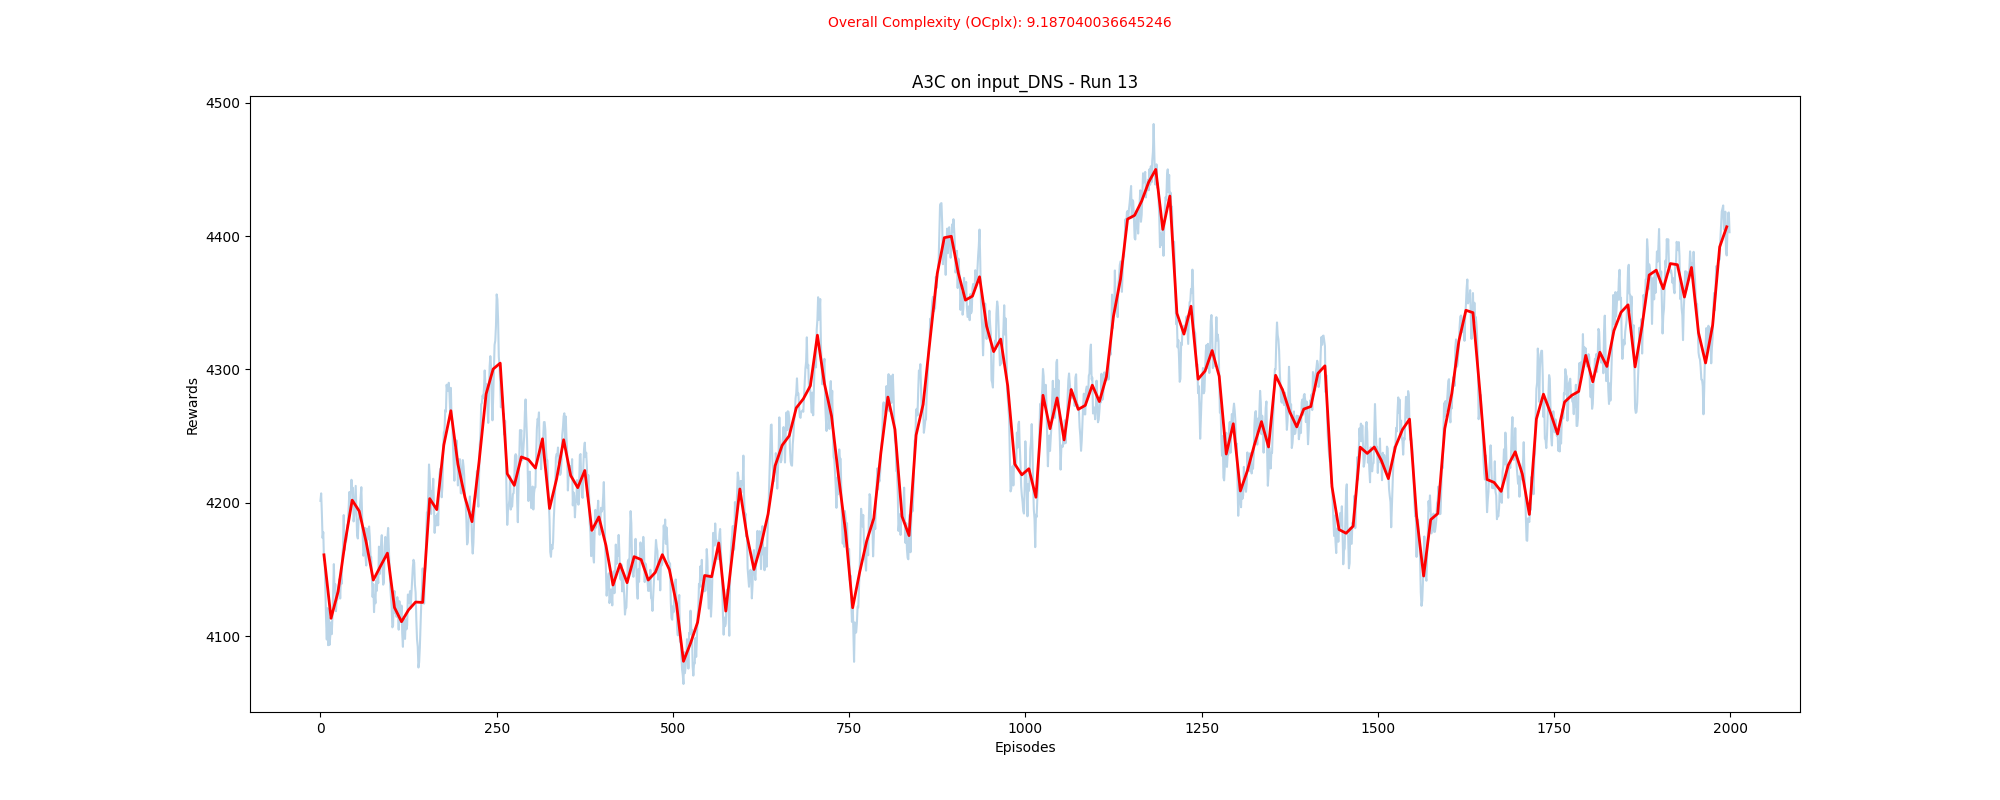 Overall Complexity (OCplx): 9.187040036645246
A3C on input_DNS - Run 13
4500
4400
4300
4200
4100
Rewards
0 250 500 750 1000 1250 1500 1750 2000
Episodes